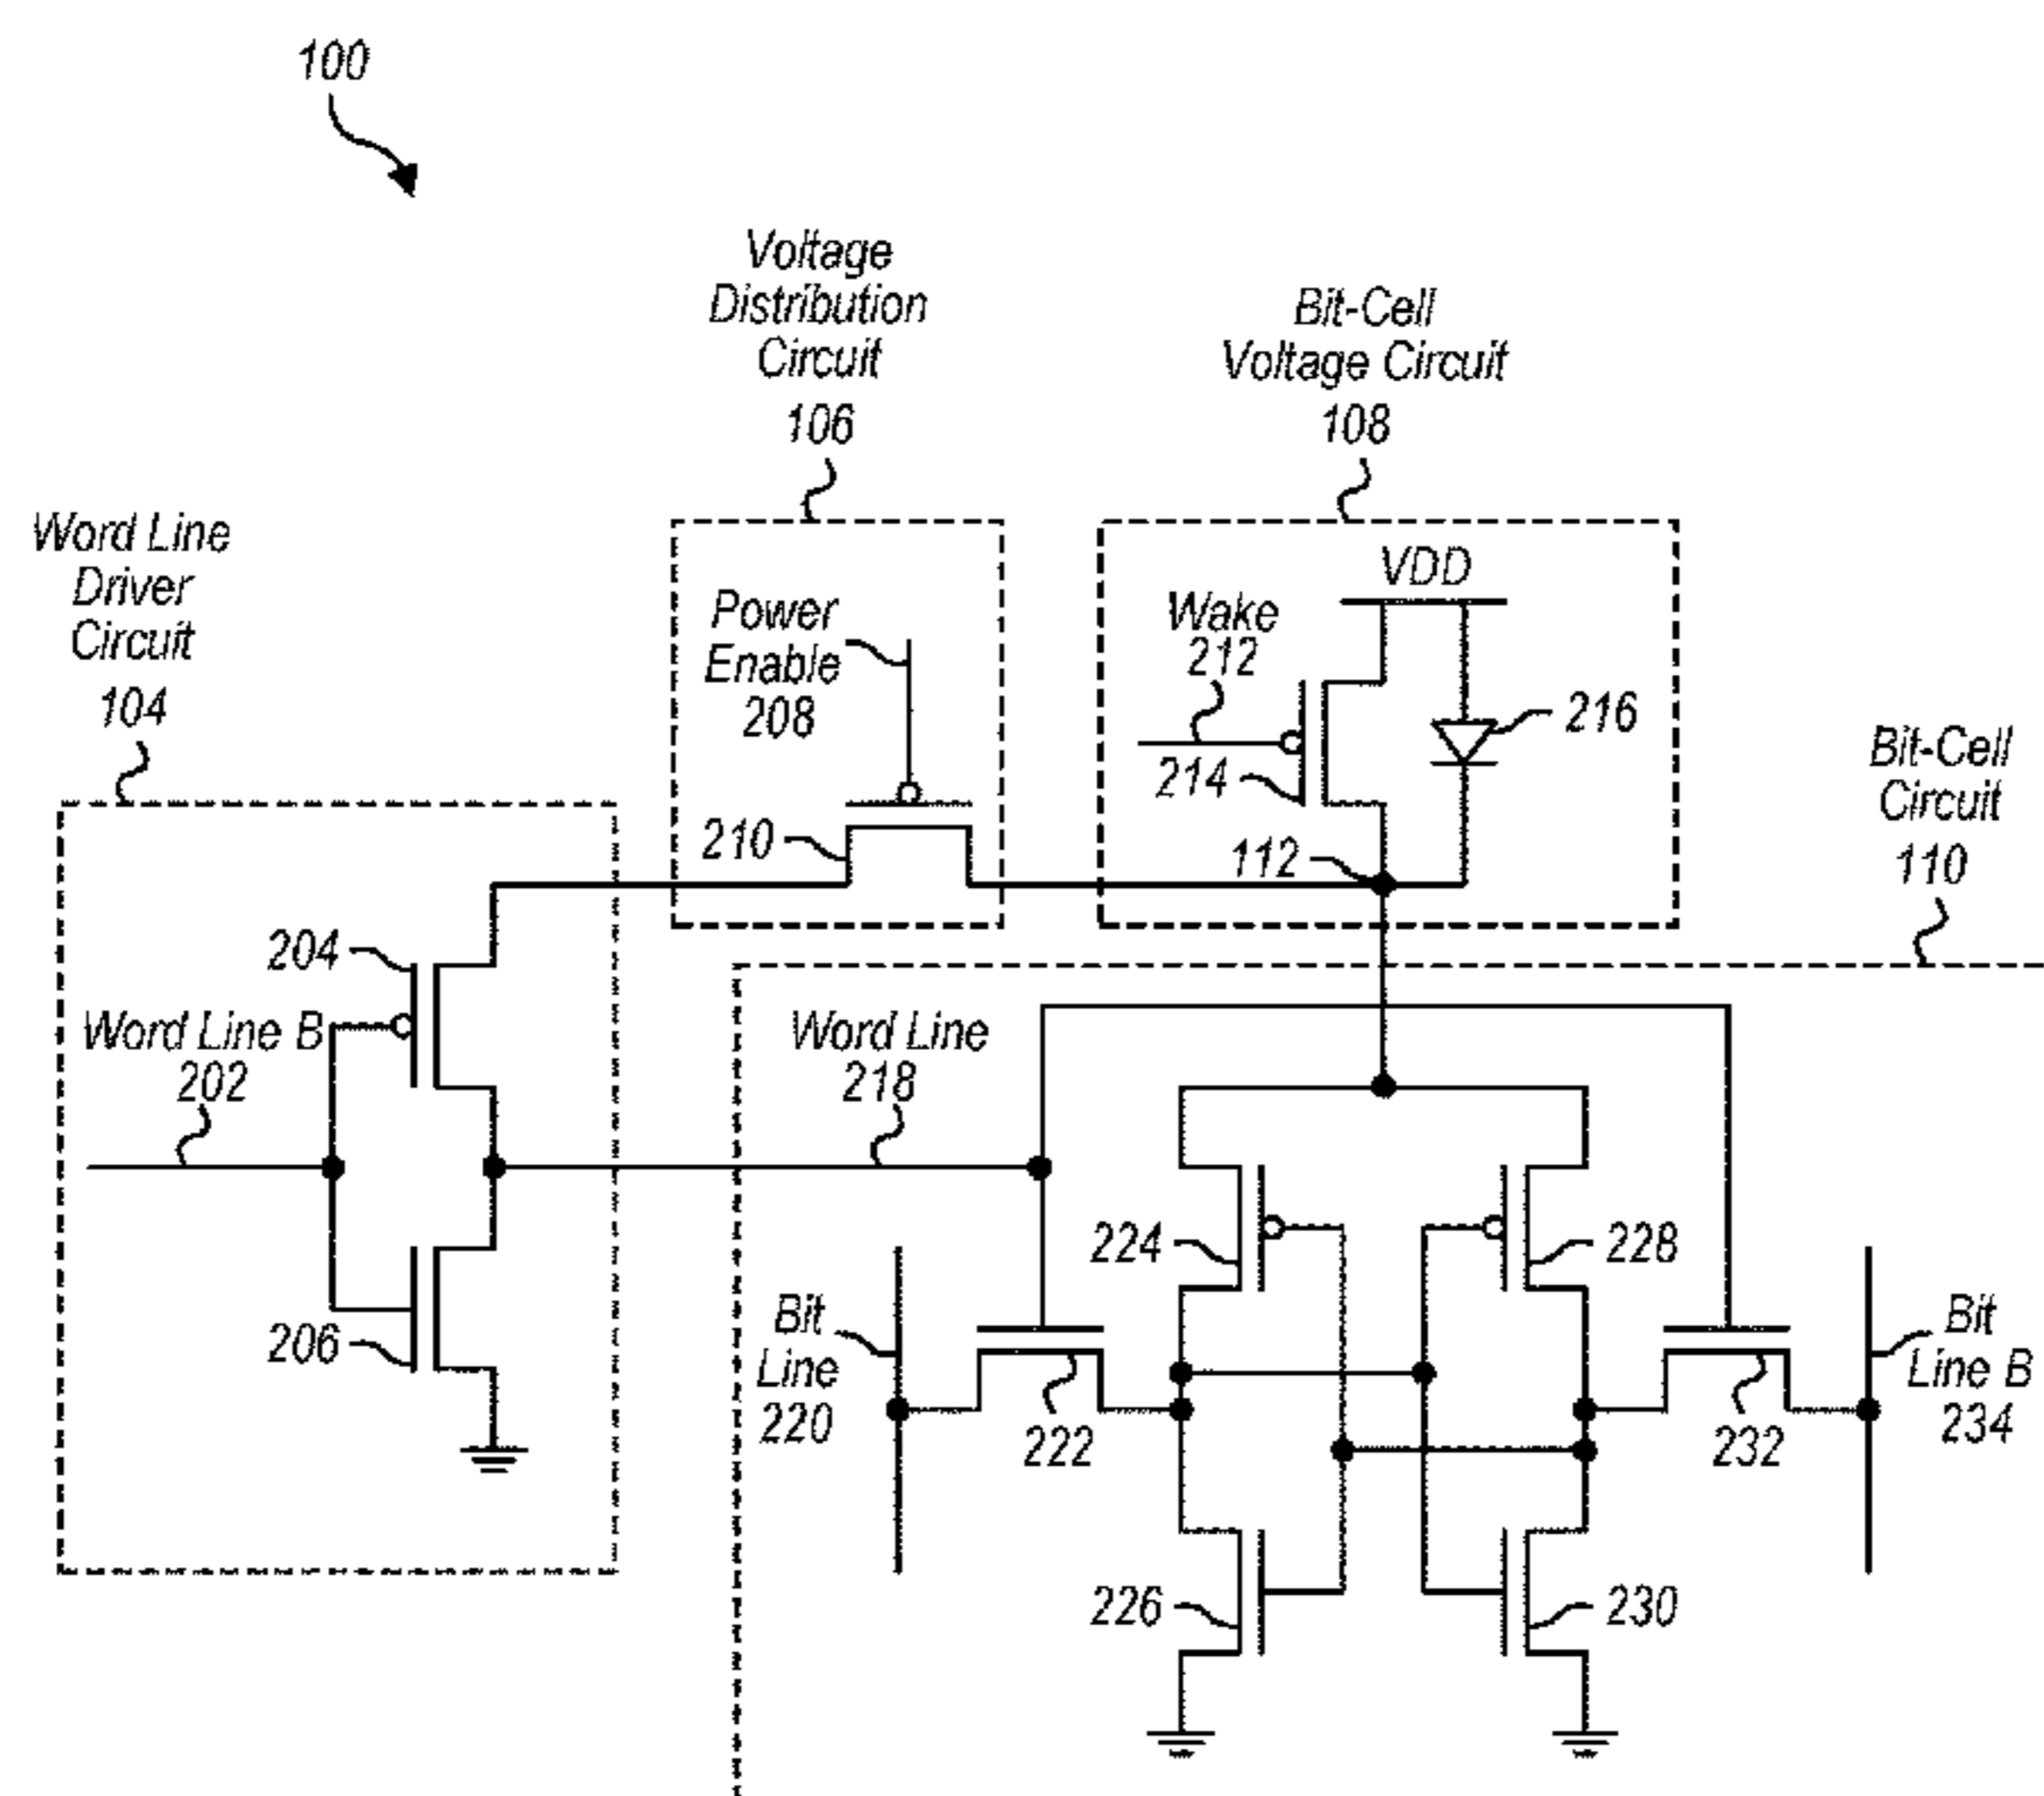 100
Voltage
Distribution
Circuit
106
Bit-Cell
Voltage Circuit
108
Word Line
Driver
Circuit
104
Power
Enable
208
210
VDD
Wake
212
214
216
112
Bit-Cell
Circuit
110
204
Word Line B
202
206
Word Line
218
224
228
Bit
Line
220
222
232
Bit
Line B
234
226
230